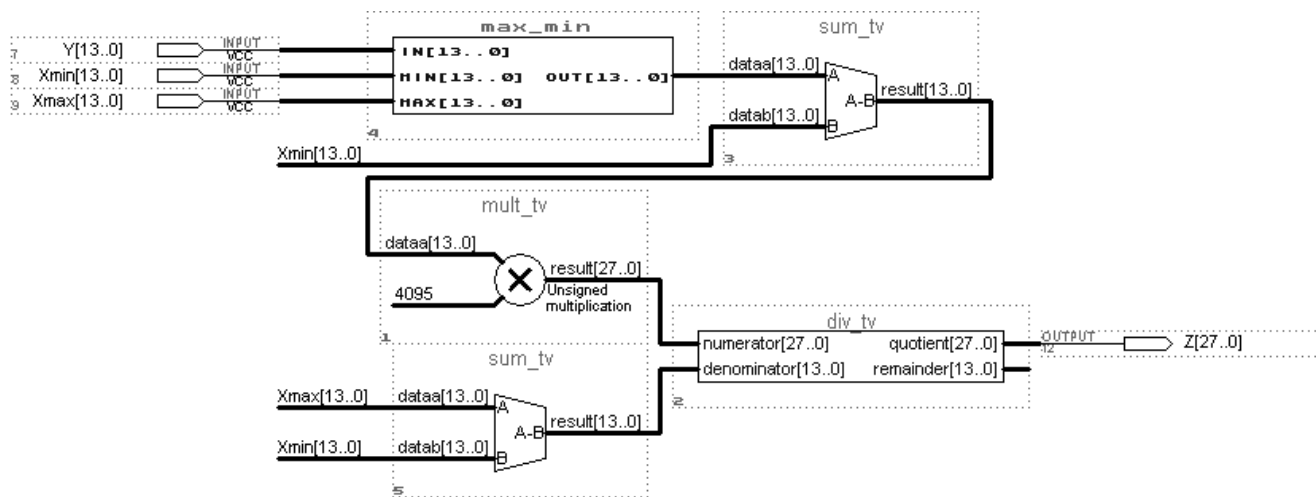 max_min
sum_tv
7 Y[13..0] INPUT VCC IN[13..0]
8 Xmin[13..0] INPUT VCC MIN[13..0] OUT[13..0] dataa[13..0] A
9 Xmax[13..0] INPUT VCC MAX[13..0] A-B result[13..0]
datab[13..0] B
4
Xmin[13..0] 3
mult_tv
dataa[13..0]
result[27..0]
4095 Unsigned
multiplication
1
div_tv
numerator[27..0] quotient[27..0] OUTPUT 12 Z[27..0]
denominator[13..0] remainder[13..0]
2
sum_tv
Xmax[13..0] dataa[13..0] A
A-B result[13..0]
Xmin[13..0] datab[13..0] B
5